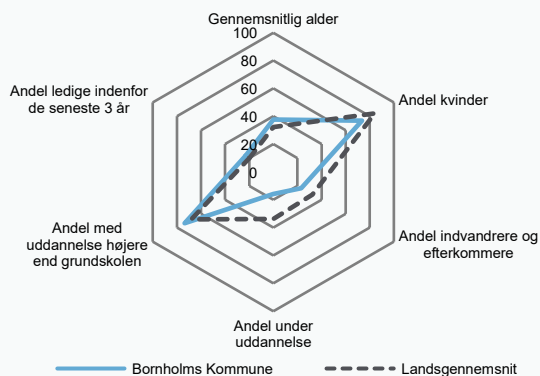 Gennemsnitlig alder
100
80
60
40
20
0
Andel kvinder
Andel indvandrere og
efterkommere
Andel under
uddannelse
Andel med
uddannelse højere
end grundskolen
Andel ledige indenfor
de seneste 3 år
Bornholms Kommune
Landsgennemsnit